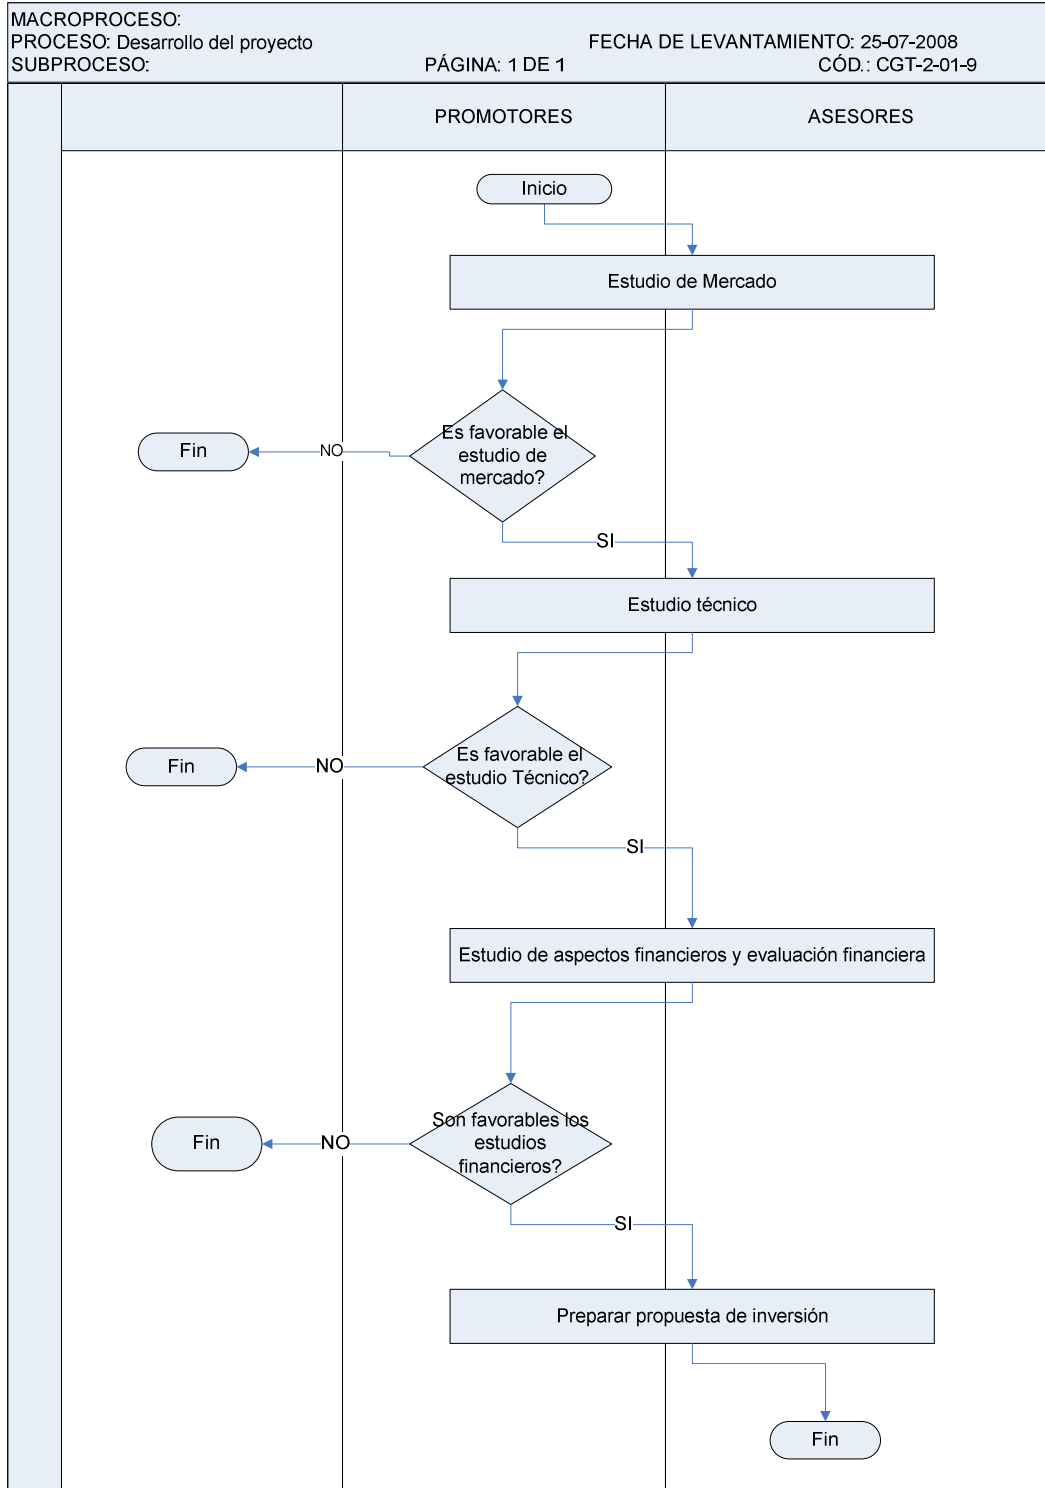 MACROPROCESO:
PROCESO: Desarrollo del proyecto
FECHA DE LEVANTAMIENTO: 25-07-2008
SUBPROCESO:
PÁGINA: 1 DE 1
CÓD.: CGT-2-01-9
PROMOTORES
ASESORES
Inicio
Estudio de Mercado
Es favorable el
estudio de
mercado?
NO
Fin
SI
Estudio técnico
Es favorable el
estudio Técnico?
NO
Fin
SI
Estudio de aspectos financieros y evaluación financiera
Son favorables los
estudios
financieros?
NO
Fin
SI
Preparar propuesta de inversión
Fin